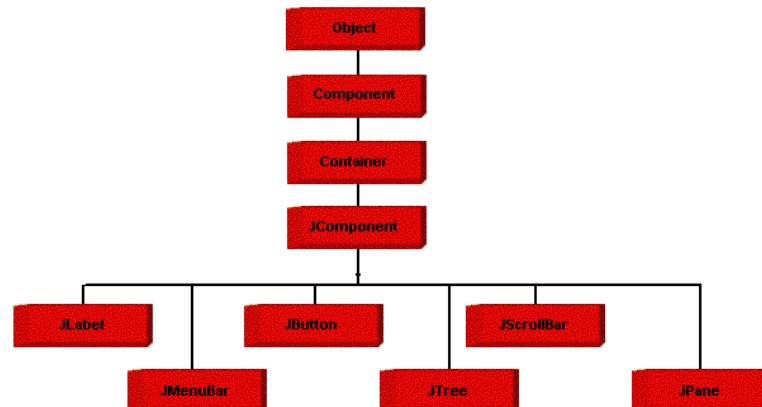 Object
Component
Container
JComponent
JLabel
JButton
JScrollBar
JMenuBar
JTree
JPane